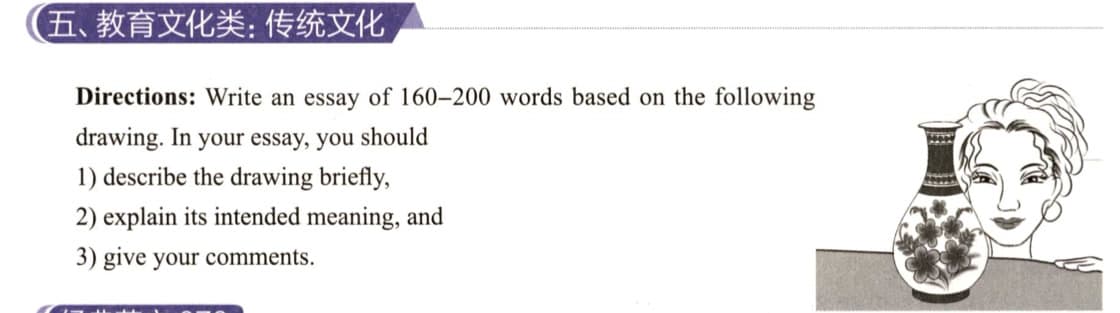 五、教育文化类：传统文化
Directions: Write an essay of 160–200 words based on the following
drawing. In your essay, you should
1) describe the drawing briefly,
2) explain its intended meaning, and
3) give your comments.